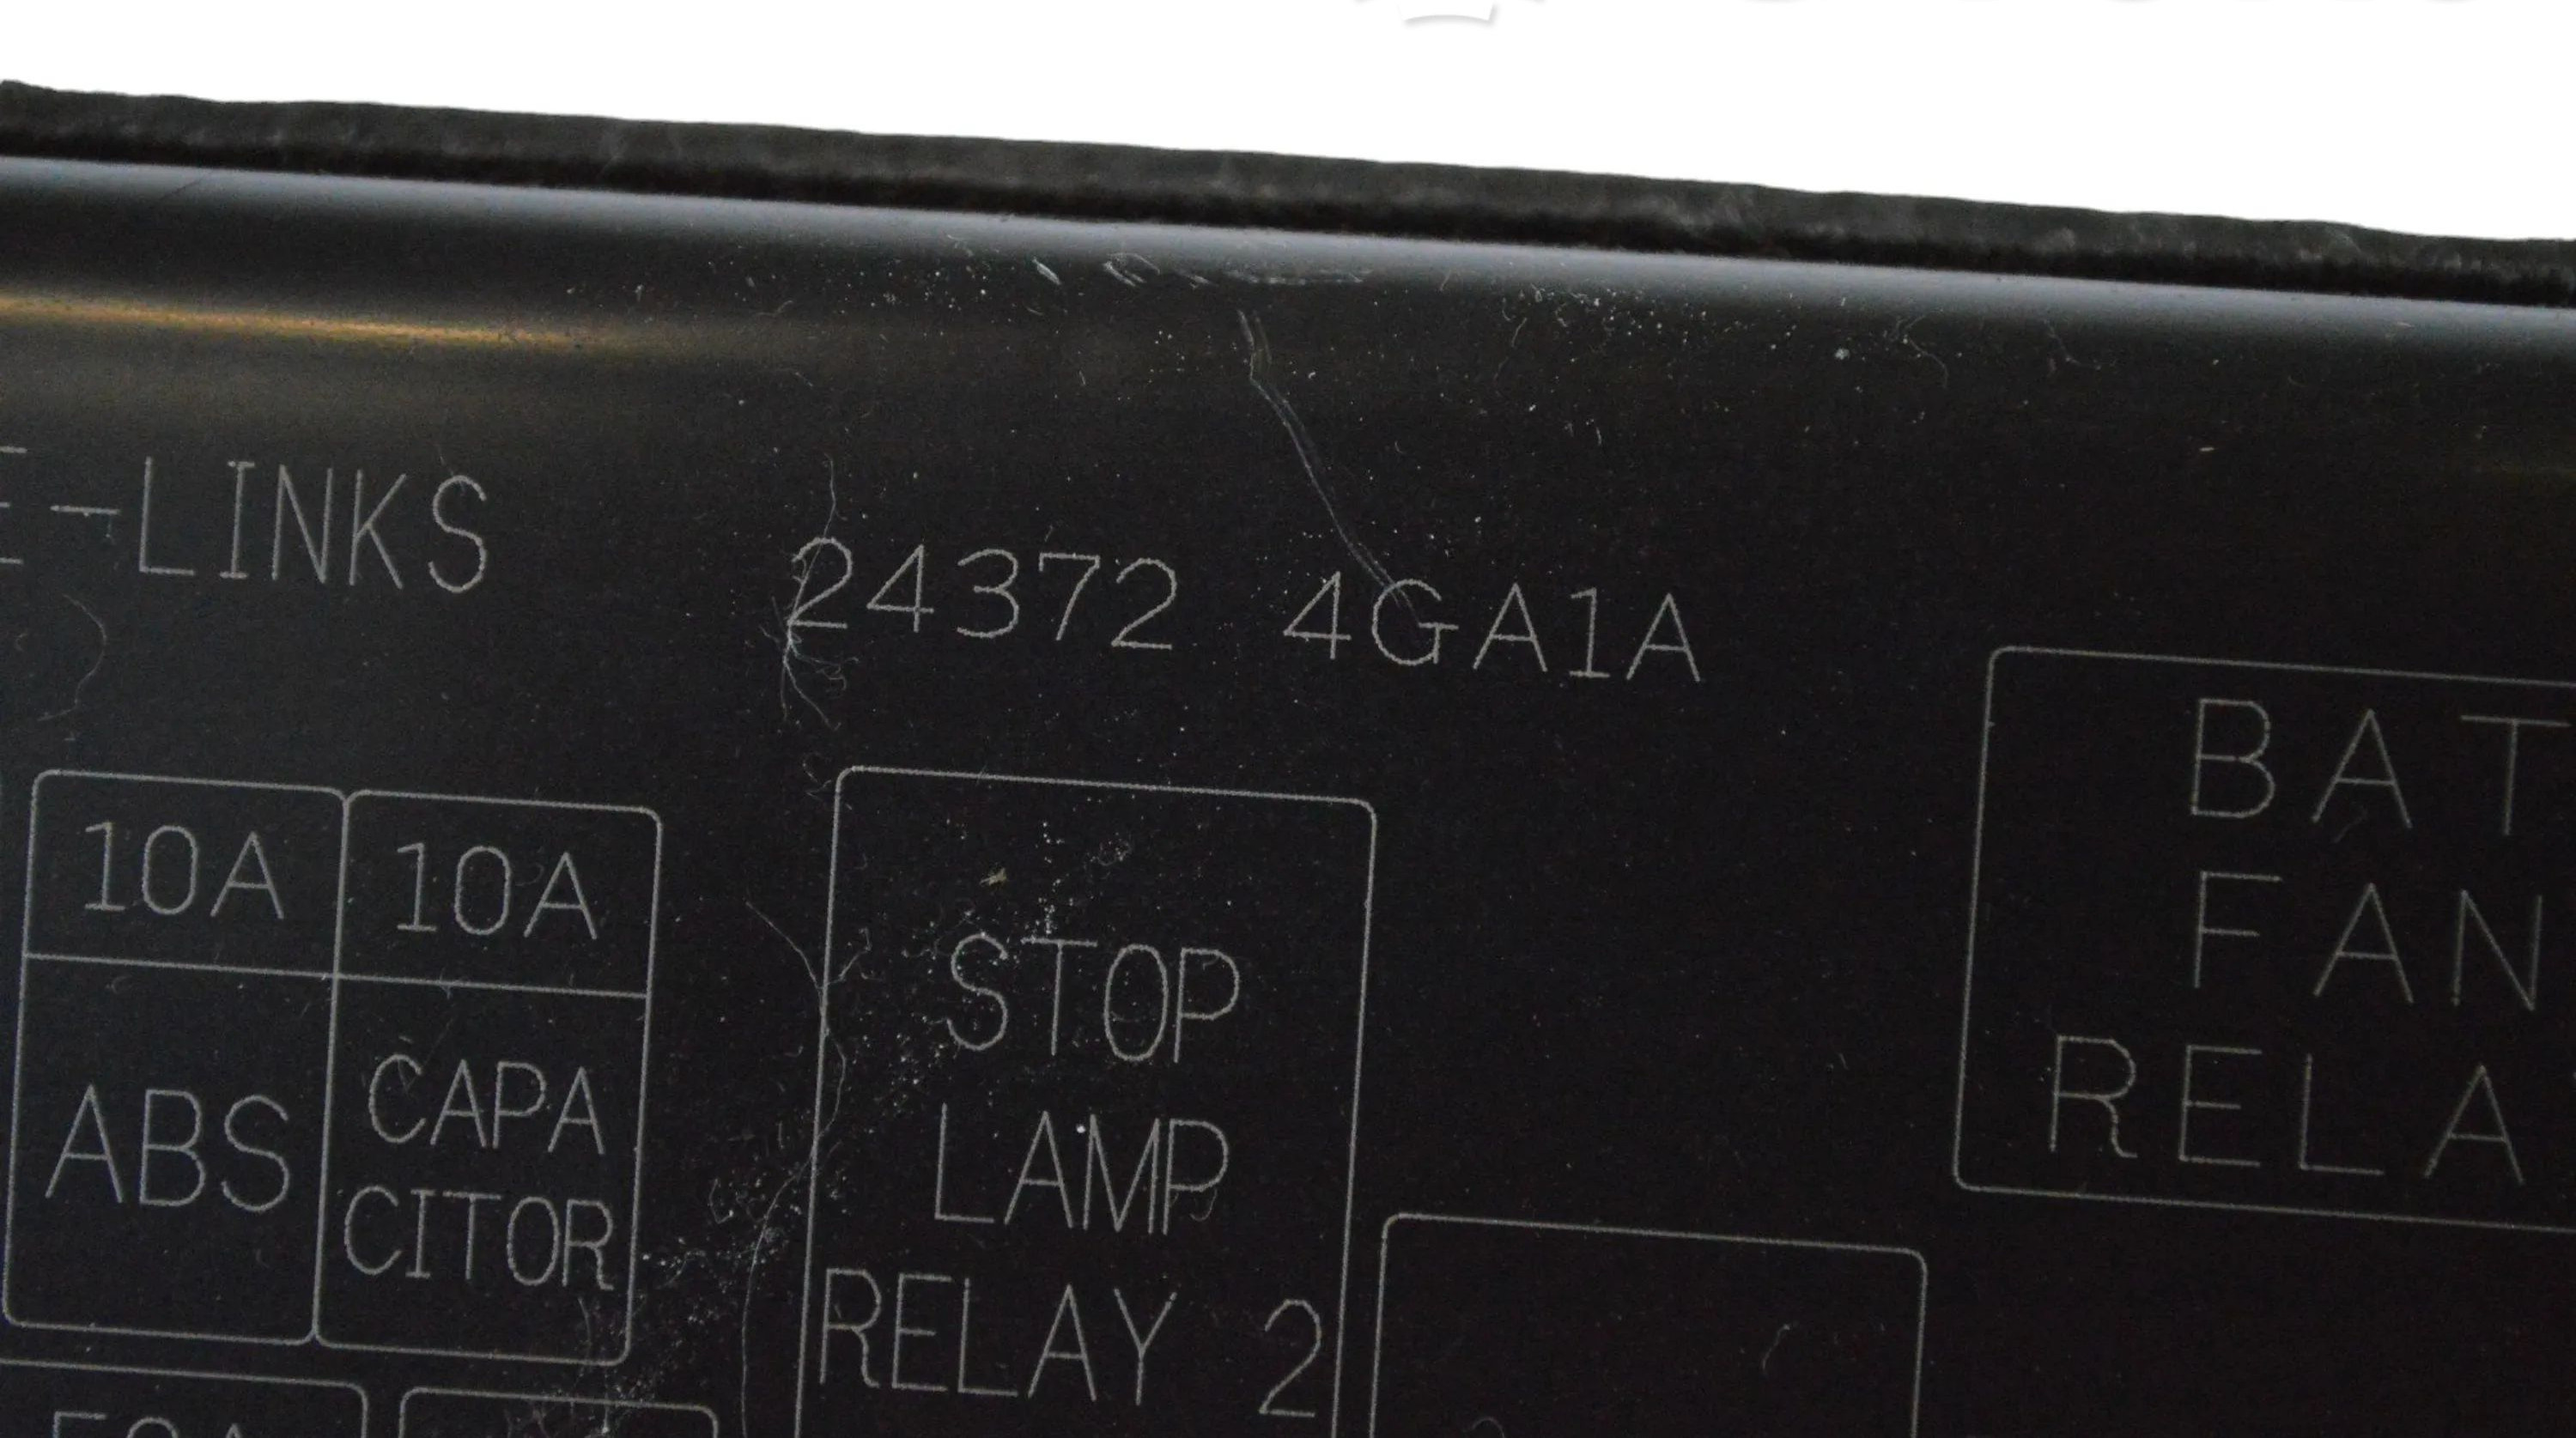 -LINKS
24372 4GA1A
10A
ABS
10A
CAPA
CITOR
STOP
LAMP
RELAY 2
BAT
FAN
RELA